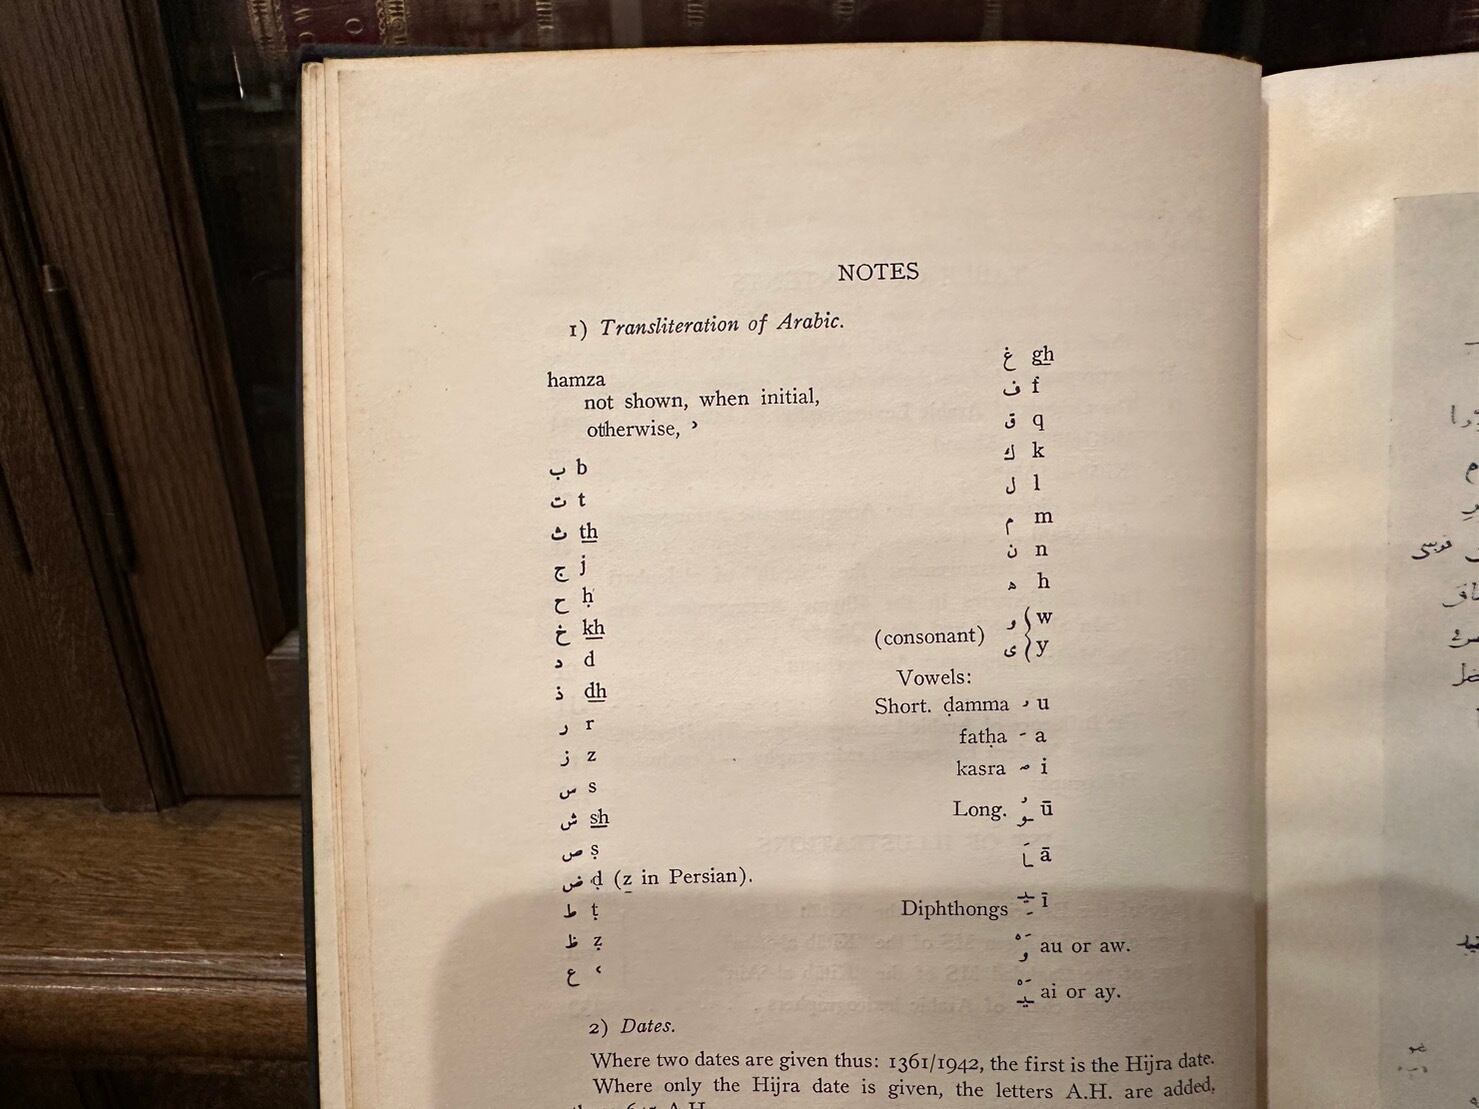 NOTES
1) Transliteration of Arabic.
hamza
not shown, when initial,
otherwise, ʾ
ب b
ت t
ث th
ج j
ح ḥ
خ kh
د d
ذ dh
ر r
ز z
س s
ش sh
ص ṣ
ض ḍ (ẕ in Persian).
ط ṭ
ظ ẓ
ع ʿ
غ gh
ف f
ق q
ك k
ل l
م m
ن n
ه h
(consonant) و w
ى y
Vowels:
Short. ḍamma ُ u
fatḥa َ a
kasra ِ i
Long. ـُو ū
ـَا ā
Diphthongs ـِيـ ī
ـَوْ au or aw.
ـَيْـ ai or ay.
2) Dates.
Where two dates are given thus: 1361/1942, the first is the Hijra date.
Where only the Hijra date is given, the letters A.H. are added,
A.H.